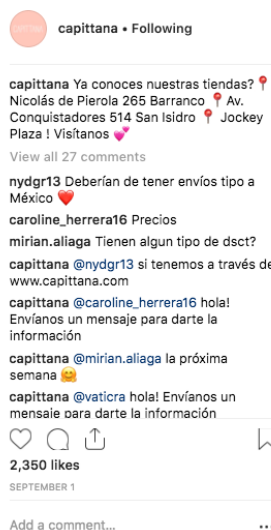 capittana • Following
capittana Ya conoces nuestras tiendas? 📍
Nicolás de Pierola 265 Barranco 📍 Av.
Conquistadores 514 San Isidro 📍 Jockey
Plaza ! Visítanos 💕
View all 27 comments
nydgr13 Deberían de tener envíos tipo a
México ❤️
caroline_herrera16 Precios
mirian.aliaga Tienen algun tipo de dsct?
capittana @nydgr13 si tenemos a través de
www.capittana.com
capittana @caroline_herrera16 hola!
Envíanos un mensaje para darte la
información
capittana @mirian.aliaga la próxima
semana 🤗
capittana @vaticra hola! Envíanos un
mensaje para darte la información
2,350 likes
SEPTEMBER 1
Add a comment...